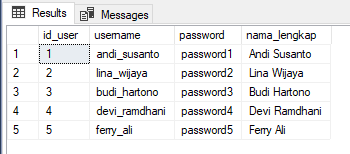 Results Messages
id_user username password nama_lengkap
1 1 andi_susanto password1 Andi Susanto
2 2 lina_wijaya password2 Lina Wijaya
3 3 budi_hartono password3 Budi Hartono
4 4 devi_ramdhani password4 Devi Ramdhani
5 5 ferry_ali password5 Ferry Ali